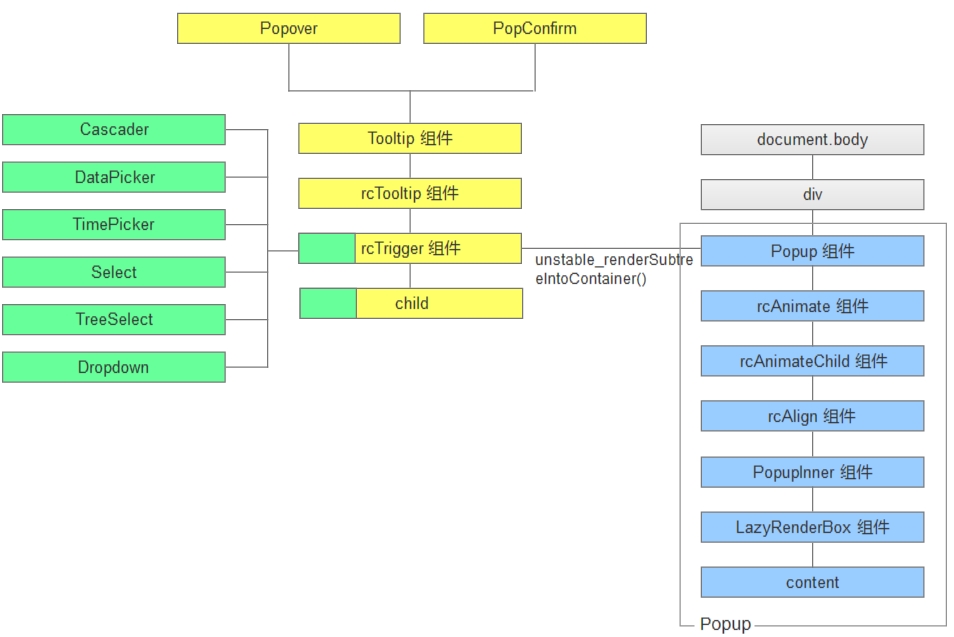 Popover
PopConfirm
Cascader
DataPicker
TimePicker
Select
TreeSelect
Dropdown
Tooltip 组件
rcTooltip 组件
rcTrigger 组件
child
unstable_renderSubtre
eIntoContainer()
document.body
div
Popup 组件
rcAnimate 组件
rcAnimateChild 组件
rcAlign 组件
PopupInner 组件
LazyRenderBox 组件
content
Popup